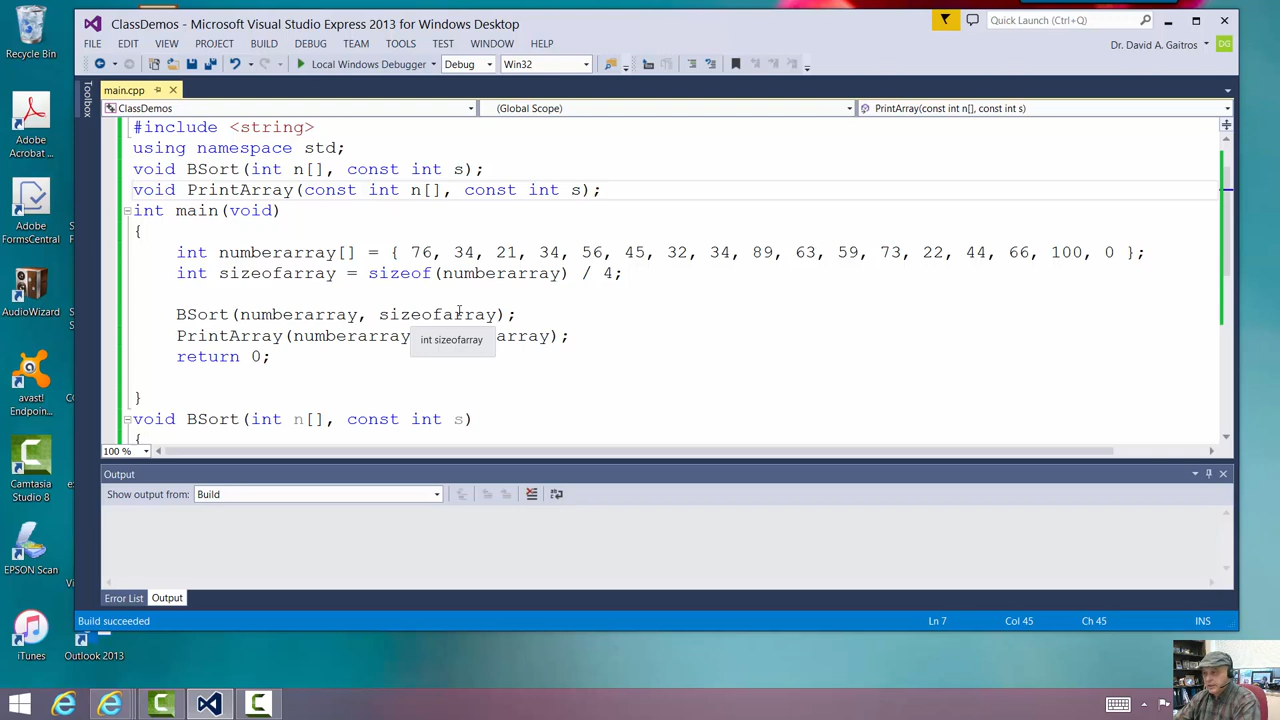 Recycle Bin
Adobe
Acrobat ...
Adobe
FormsCentral
AudioWizard
avast!
Endpoin...
Camtasia
Studio 8
EPSON Scan
iTunes
Outlook 2013
ClassDemos - Microsoft Visual Studio Express 2013 for Windows Desktop
Quick Launch (Ctrl+Q)
FILE EDIT VIEW PROJECT BUILD DEBUG TEAM TOOLS TEST WINDOW HELP
Dr. David A. Gaitros DG
Local Windows Debugger Debug Win32
Toolbox
main.cpp
ClassDemos (Global Scope) PrintArray(const int n[], const int s)
#include <string>
using namespace std;
void BSort(int n[], const int s);
void PrintArray(const int n[], const int s);
int main(void)
{
int numberarray[] = { 76, 34, 21, 34, 56, 45, 32, 34, 89, 63, 59, 73, 22, 44, 66, 100, 0 };
int sizeofarray = sizeof(numberarray) / 4;
BSort(numberarray, sizeofarray);
PrintArray(numberarray array);
int sizeofarray
return 0;
}
void BSort(int n[], const int s)
{
100 %
Output
Show output from: Build
Error List Output
Build succeeded Ln 7 Col 45 Ch 45 INS